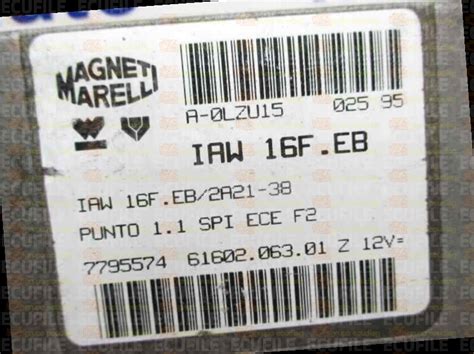 MAGNETI
MARELLI
A-0LZU15 025 95
IAW 16F.EB
IAW 16F.EB/2A21-38
PUNTO 1.1 SPI ECE F2
7795574 61602.063.01 Z 12V=
ECUFILE